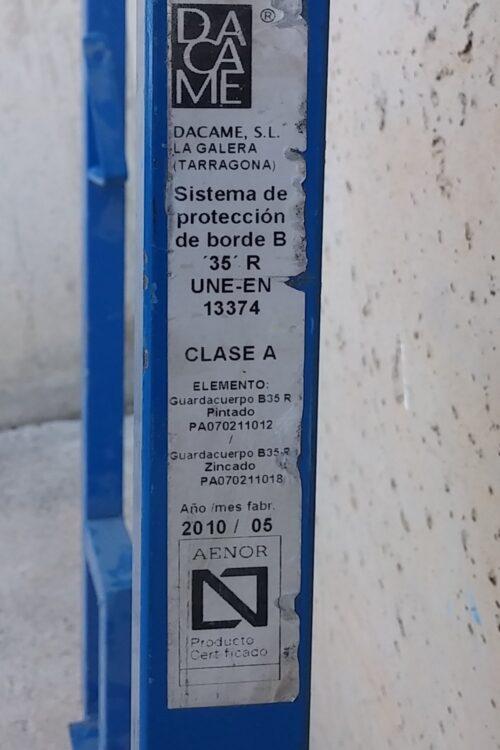 DA
CA
ME
®
DACAME, S.L.
LA GALERA
(TARRAGONA)
Sistema de
protección
de borde B
´35´ R
UNE-EN
13374
CLASE A
ELEMENTO:
Guardacuerpo B35 R
Pintado
PA070211012
/
Guardacuerpo B35 R
Zincado
PA070211018
Año /mes fabr.
2010 / 05
AENOR
N
Producto
Certificado